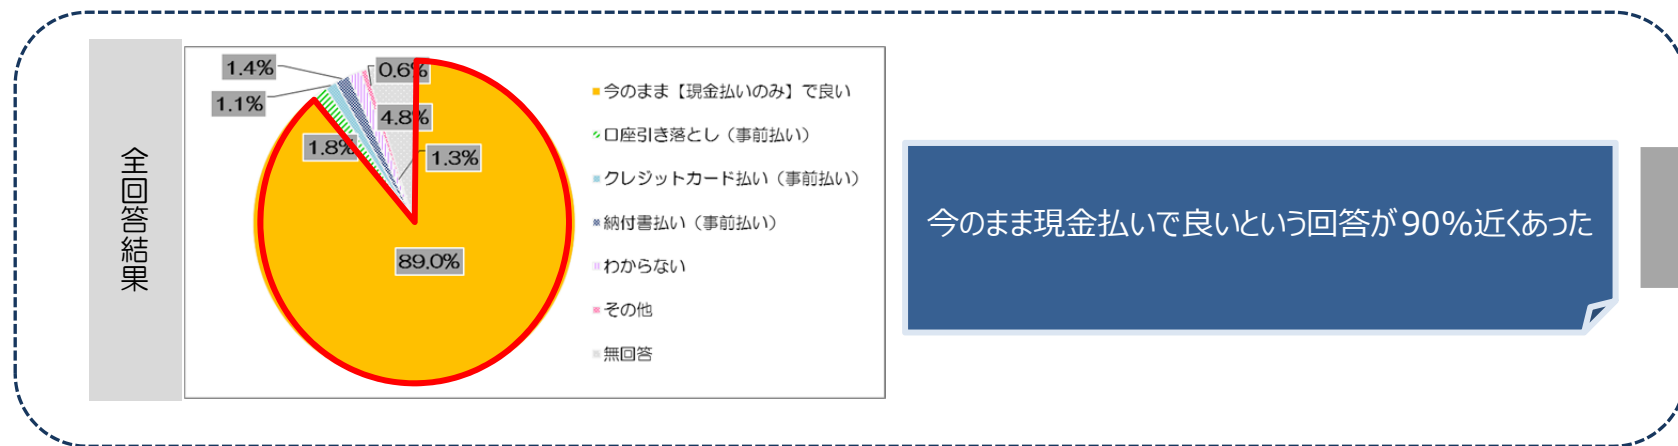 全回答結果
1.4%
0.6%
1.1%
4.8%
1.8%
1.3%
89.0%
今のまま【現金払いのみ】で良い
口座引き落とし（事前払い）
クレジットカード払い（事前払い）
納付書払い（事前払い）
わからない
その他
無回答
今のまま現金払いで良いという回答が90%近くあった